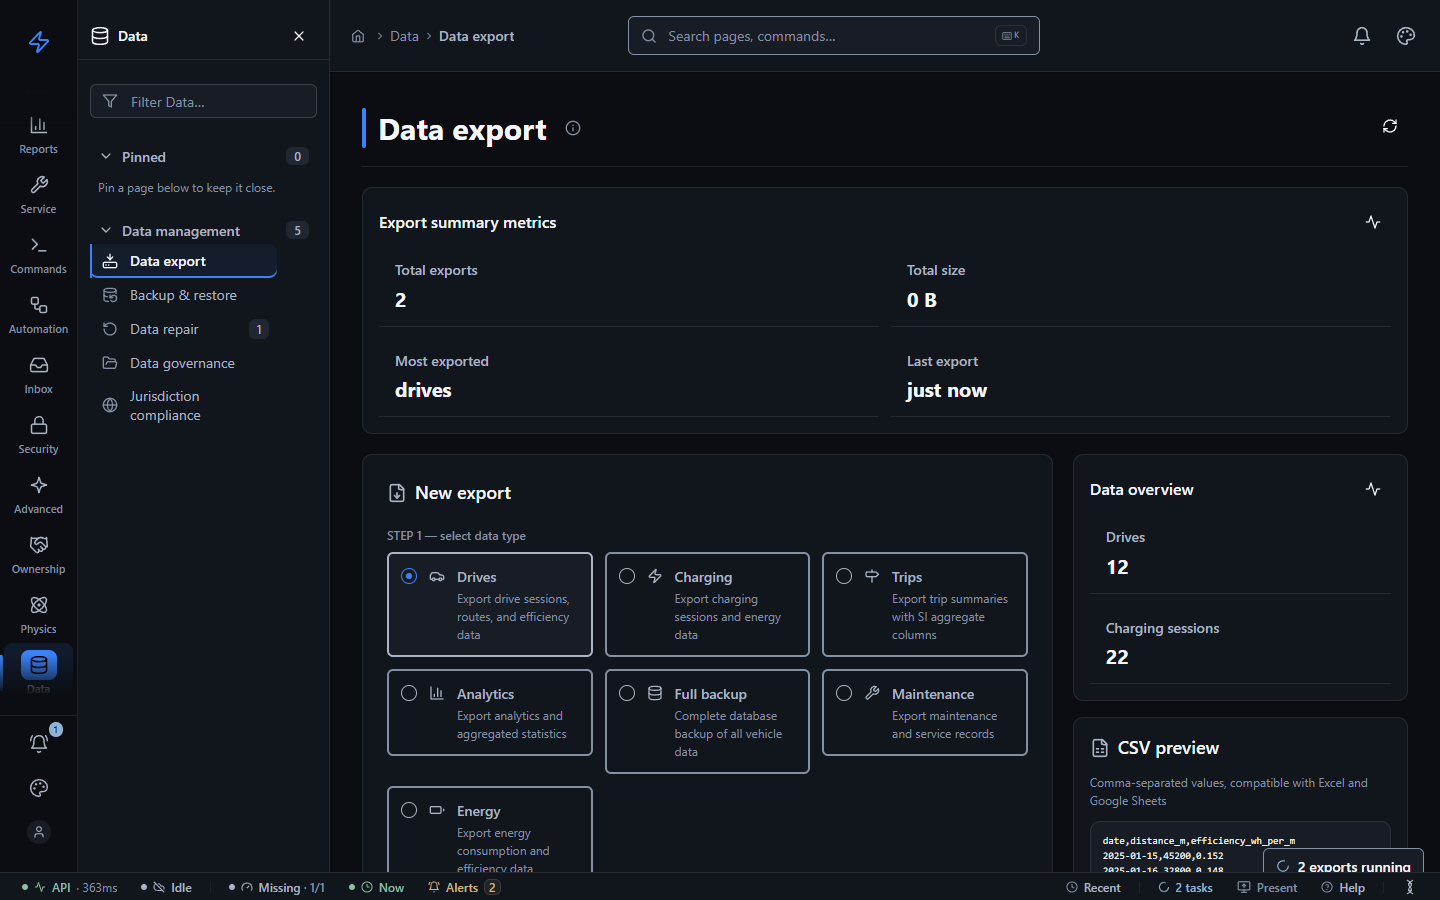 Data
Data
Data export
Search pages, commands...
K
Filter Data...
Reports
Service
Commands
Automation
Inbox
Security
Advanced
Ownership
Physics
Data
1
Pinned
0
Pin a page below to keep it close.
Data management
5
Data export
Backup & restore
Data repair
1
Data governance
Jurisdiction
compliance
Data export
Export summary metrics
Total exports
2
Total size
0 B
Most exported
drives
Last export
just now
New export
STEP 1 — select data type
Drives
Export drive sessions,
routes, and efficiency
data
Charging
Export charging
sessions and energy
data
Trips
Export trip summaries
with SI aggregate
columns
Analytics
Export analytics and
aggregated statistics
Full backup
Complete database
backup of all vehicle
data
Maintenance
Export maintenance
and service records
Energy
Export energy
consumption and
efficiency data
Data overview
Drives
12
Charging sessions
22
CSV preview
Comma-separated values, compatible with Excel and
Google Sheets
date,distance_m,efficiency_wh_per_m
2025-01-15,45200,0.152
2025-01-16,32800,0.148
2 exports running
API · 363ms
Idle
Missing · 1/1
Now
Alerts 2
Recent
2 tasks
Present
Help